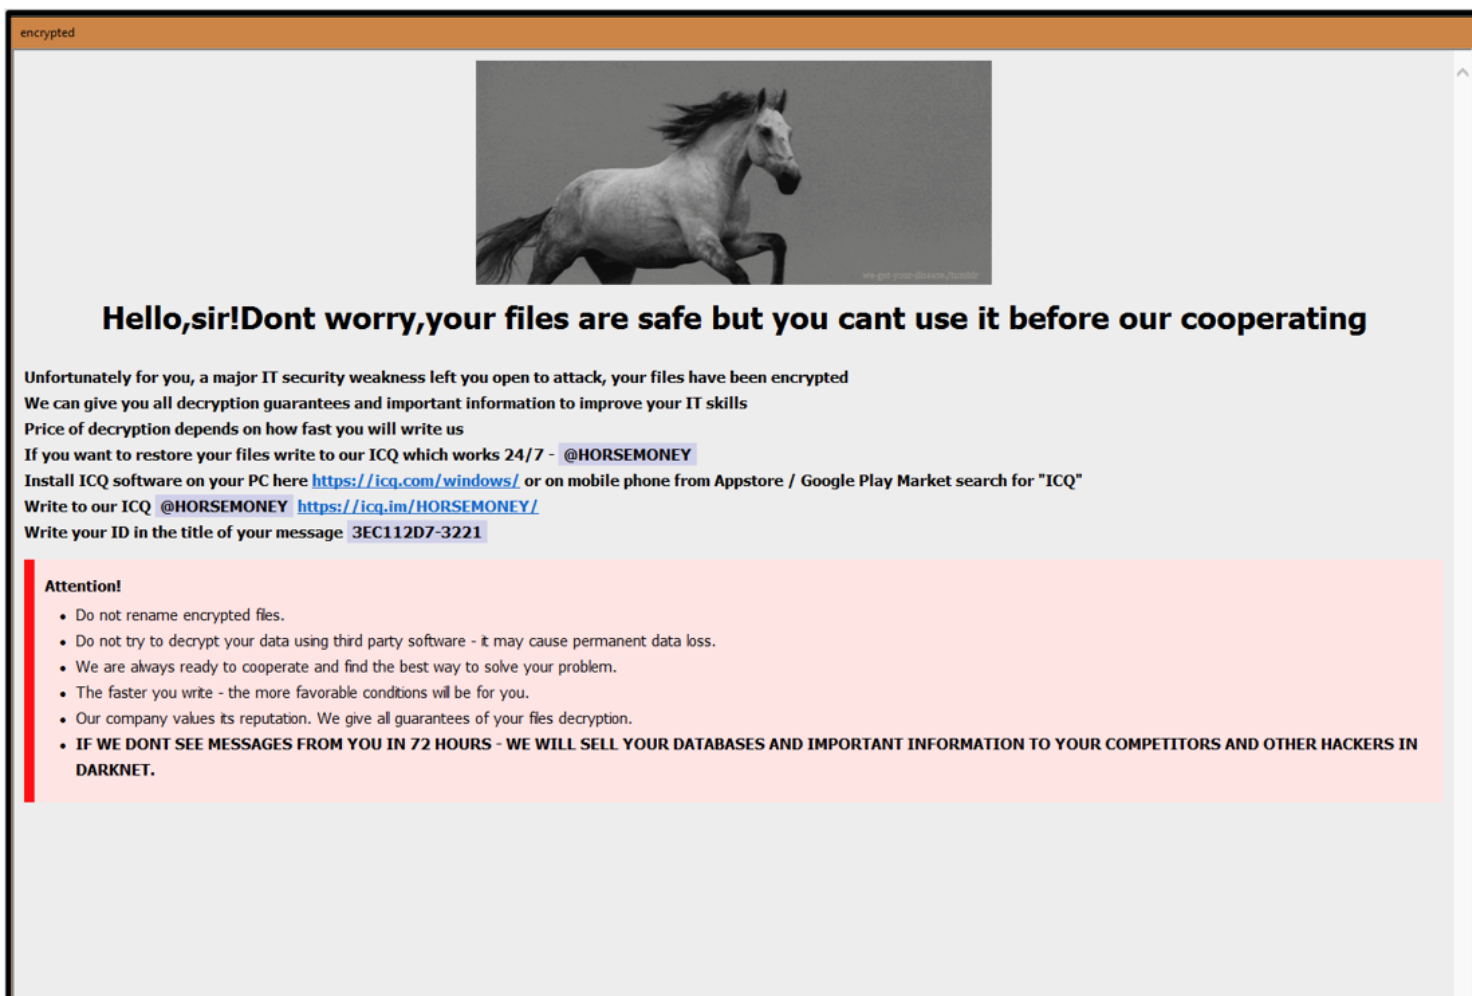 encrypted
we-got-your-disease./tumblr
Hello,sir!Dont worry,your files are safe but you cant use it before our cooperating
Unfortunately for you, a major IT security weakness left you open to attack, your files have been encrypted
We can give you all decryption guarantees and important information to improve your IT skills
Price of decryption depends on how fast you will write us
If you want to restore your files write to our ICQ which works 24/7 - @HORSEMONEY
Install ICQ software on your PC here https://icq.com/windows/ or on mobile phone from Appstore / Google Play Market search for "ICQ"
Write to our ICQ @HORSEMONEY https://icq.im/HORSEMONEY/
Write your ID in the title of your message 3EC112D7-3221
Attention!
• Do not rename encrypted files.
• Do not try to decrypt your data using third party software - it may cause permanent data loss.
• We are always ready to cooperate and find the best way to solve your problem.
• The faster you write - the more favorable conditions will be for you.
• Our company values its reputation. We give all guarantees of your files decryption.
• IF WE DONT SEE MESSAGES FROM YOU IN 72 HOURS - WE WILL SELL YOUR DATABASES AND IMPORTANT INFORMATION TO YOUR COMPETITORS AND OTHER HACKERS IN
DARKNET.